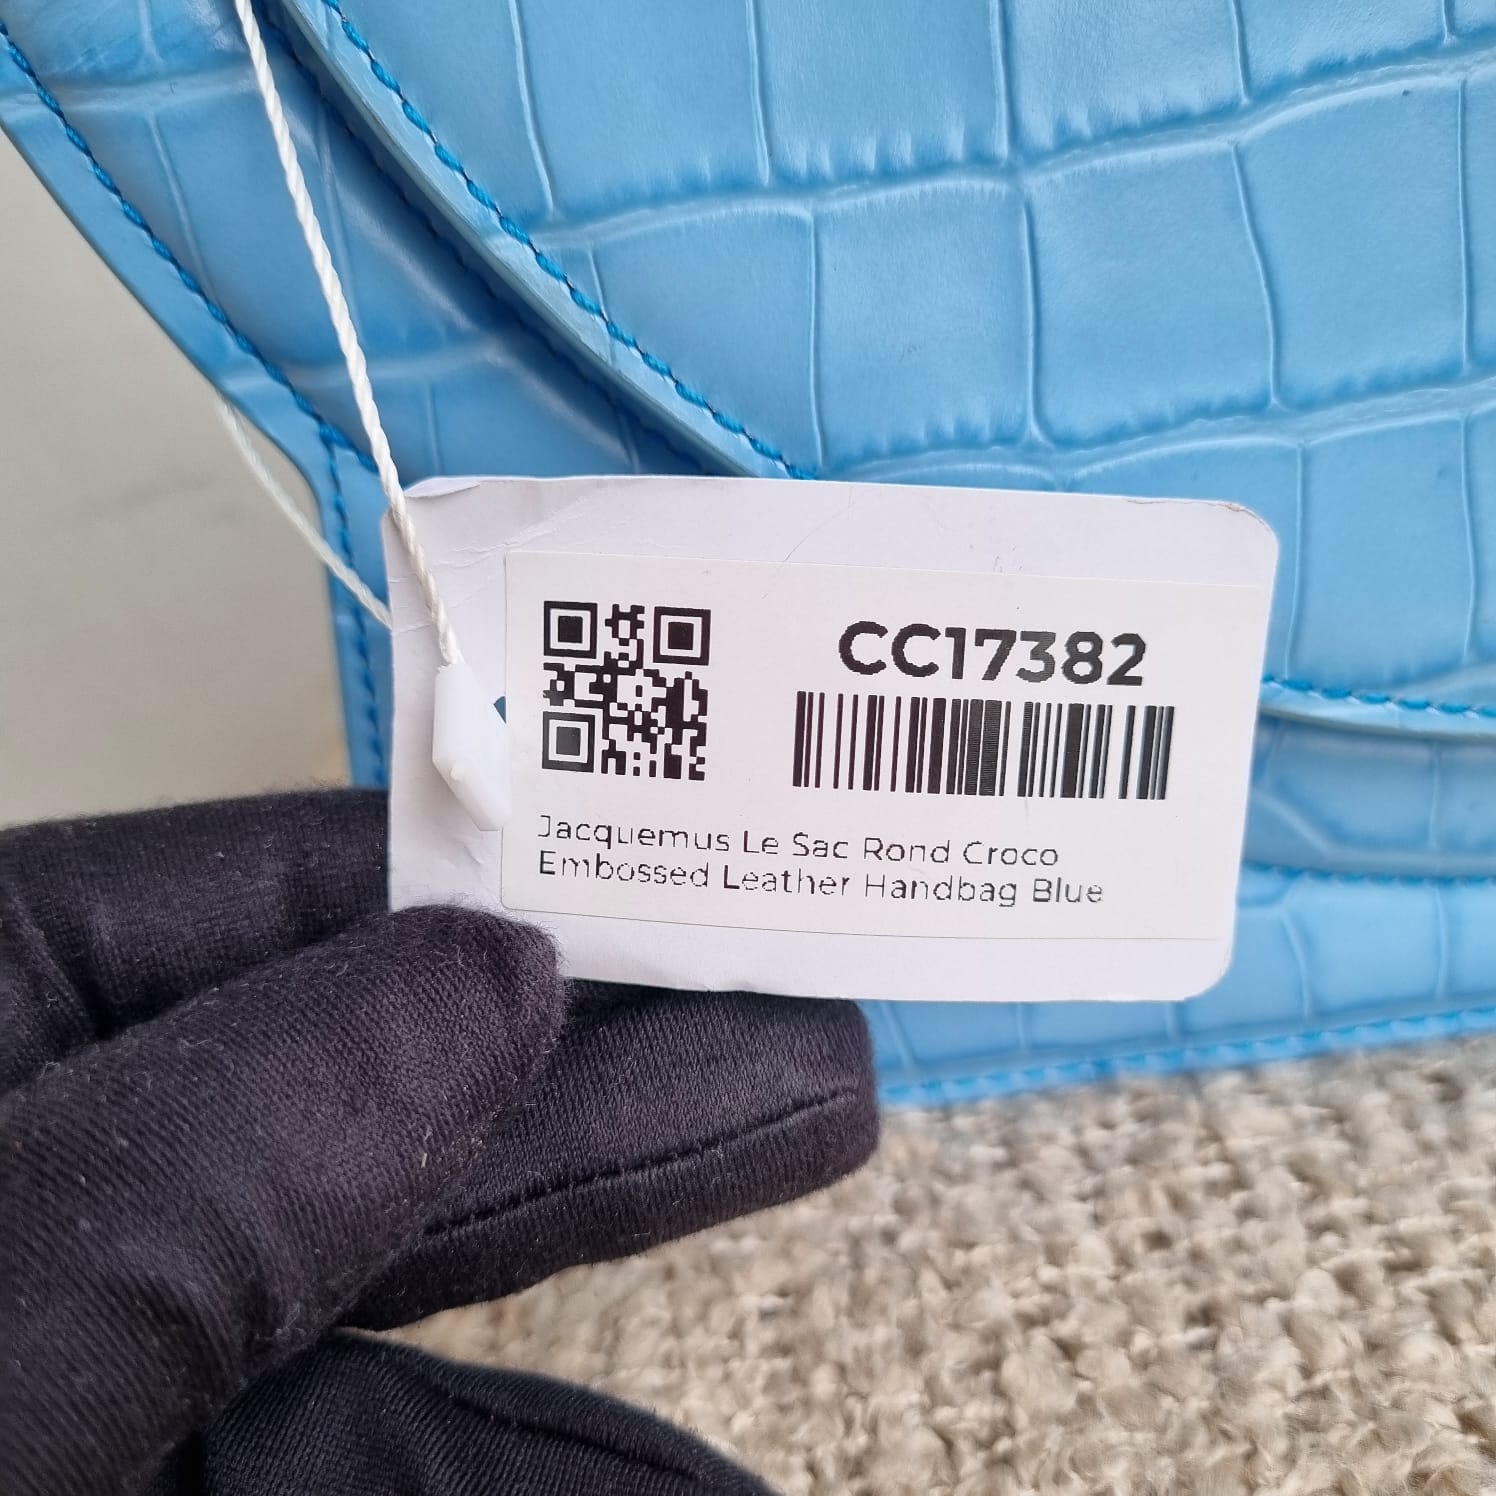 CC17382
Jacquemus Le Sac Rond Croco
Embossed Leather Handbag Blue